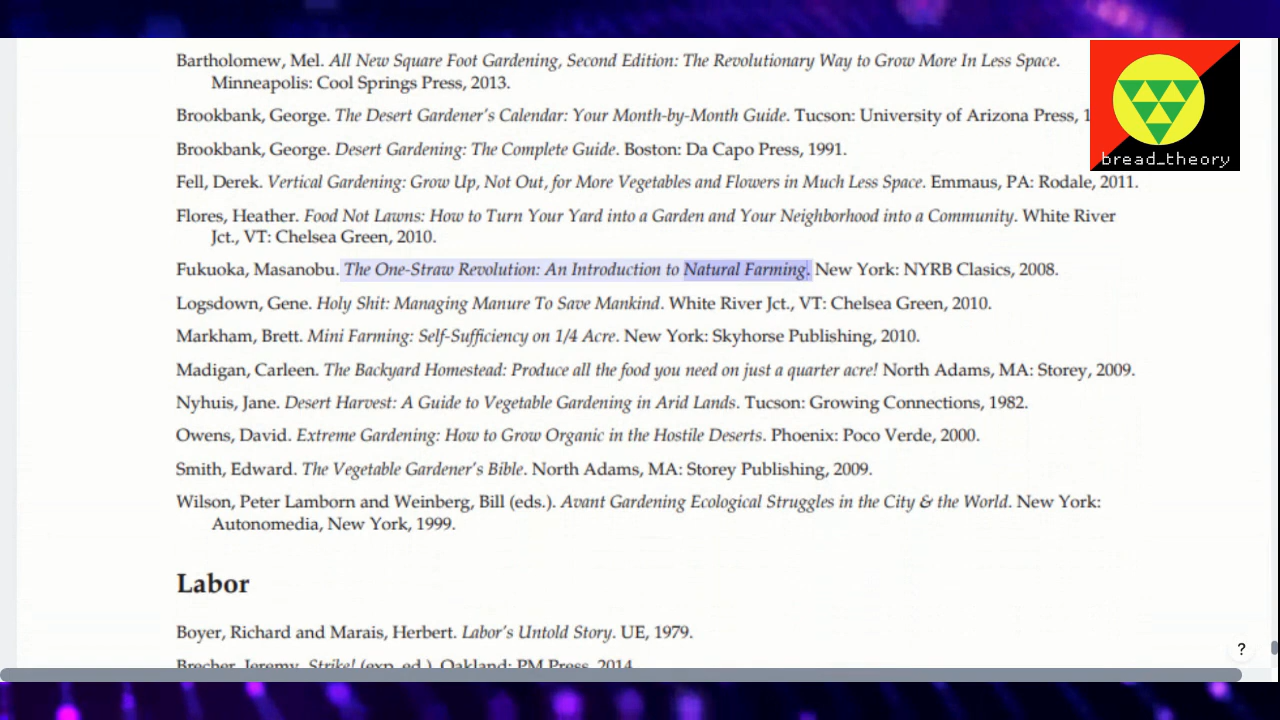 Bartholomew, Mel. All New Square Foot Gardening, Second Edition: The Revolutionary Way to Grow More In Less Space.
Minneapolis: Cool Springs Press, 2013.
Brookbank, George. The Desert Gardener's Calendar: Your Month-by-Month Guide. Tucson: University of Arizona Press, 1
Brookbank, George. Desert Gardening: The Complete Guide. Boston: Da Capo Press, 1991.
Fell, Derek. Vertical Gardening: Grow Up, Not Out, for More Vegetables and Flowers in Much Less Space. Emmaus, PA: Rodale, 2011.
Flores, Heather. Food Not Lawns: How to Turn Your Yard into a Garden and Your Neighborhood into a Community. White River
Jct., VT: Chelsea Green, 2010.
Fukuoka, Masanobu. The One-Straw Revolution: An Introduction to Natural Farming. New York: NYRB Clasics, 2008.
Logsdown, Gene. Holy Shit: Managing Manure To Save Mankind. White River Jct., VT: Chelsea Green, 2010.
Markham, Brett. Mini Farming: Self-Sufficiency on 1/4 Acre. New York: Skyhorse Publishing, 2010.
Madigan, Carleen. The Backyard Homestead: Produce all the food you need on just a quarter acre! North Adams, MA: Storey, 2009.
Nyhuis, Jane. Desert Harvest: A Guide to Vegetable Gardening in Arid Lands. Tucson: Growing Connections, 1982.
Owens, David. Extreme Gardening: How to Grow Organic in the Hostile Deserts. Phoenix: Poco Verde, 2000.
Smith, Edward. The Vegetable Gardener's Bible. North Adams, MA: Storey Publishing, 2009.
Wilson, Peter Lamborn and Weinberg, Bill (eds.). Avant Gardening Ecological Struggles in the City & the World. New York:
Autonomedia, New York, 1999.
Labor
Boyer, Richard and Marais, Herbert. Labor's Untold Story. UE, 1979.
Brecher, Jeremy. Strike! (exp. ed.). Oakland: PM Press, 2014.
bread_theory
?